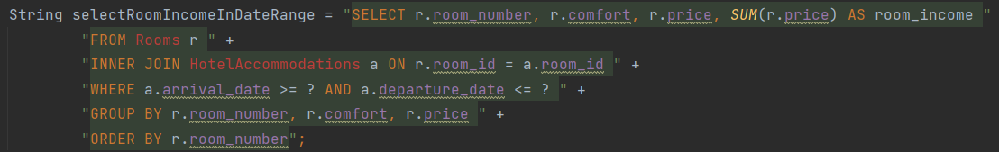 String selectRoomIncomeInDateRange = "SELECT r.room_number, r.comfort, r.price, SUM(r.price) AS room_income "
"FROM Rooms r " +
"INNER JOIN HotelAccommodations a ON r.room_id = a.room_id " +
"WHERE a.arrival_date >= ? AND a.departure_date <= ? " +
"GROUP BY r.room_number, r.comfort, r.price " +
"ORDER BY r.room_number";